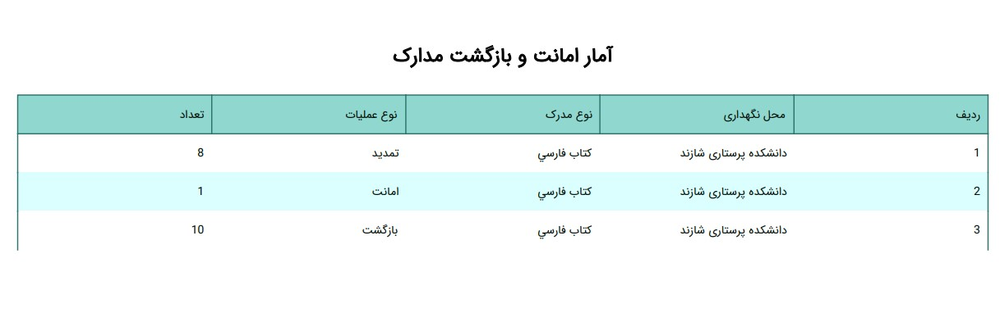 آمار امانت و بازگشت مدارک
ردیف محل نگهداری نوع مدرک نوع عملیات تعداد
1 دانشکده پرستاری شازند کتاب فارسي تمدید 8
2 دانشکده پرستاری شازند کتاب فارسي امانت 1
3 دانشکده پرستاری شازند کتاب فارسي بازگشت 10